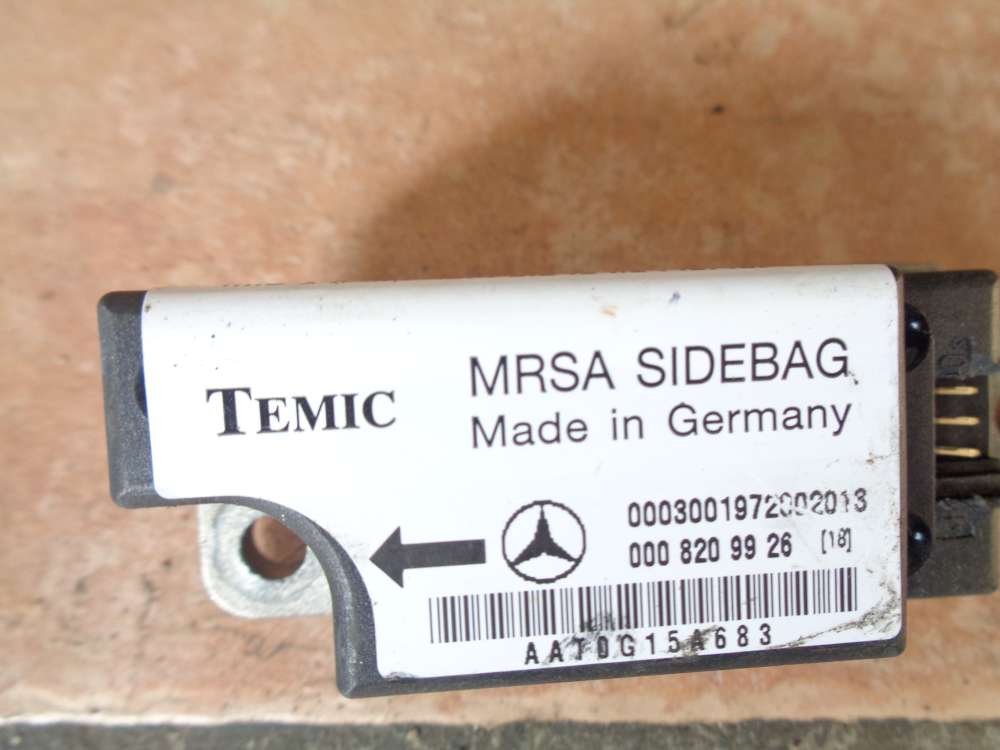 TEMIC
MRSA SIDEBAG
Made in Germany
0003001972002013
000 820 99 26 [18]
AAT0G15A683